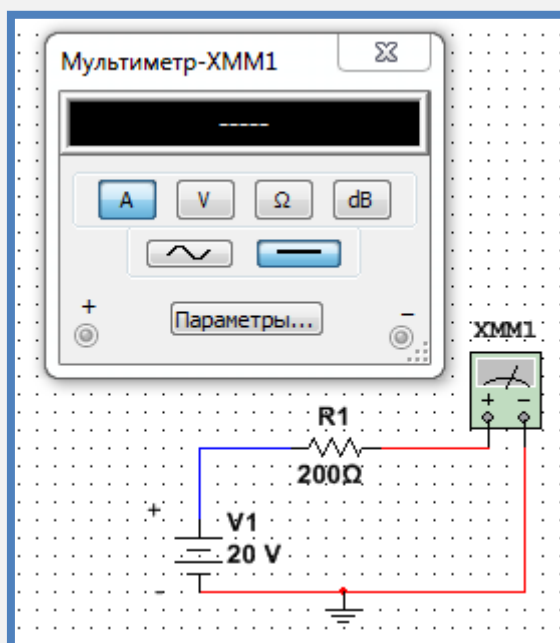 Мультиметр-XMM1
-----
A V Ω dB
+ Параметры... –
XMM1
+ –
R1
200Ω
+
V1
20 V
-